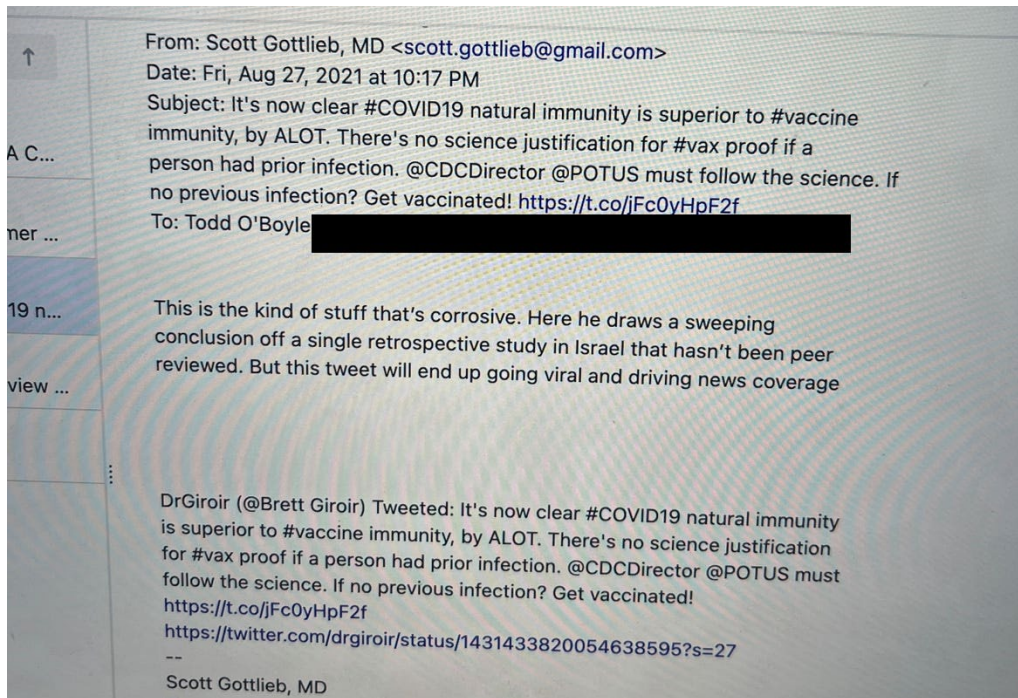 ↑
A C...
mer ...
19 n...
view ...
From: Scott Gottlieb, MD <scott.gottlieb@gmail.com>
Date: Fri, Aug 27, 2021 at 10:17 PM
Subject: It's now clear #COVID19 natural immunity is superior to #vaccine
immunity, by ALOT. There's no science justification for #vax proof if a
person had prior infection. @CDCDirector @POTUS must follow the science. If
no previous infection? Get vaccinated! https://t.co/jFc0yHpF2f
To: Todd O'Boyle
This is the kind of stuff that's corrosive. Here he draws a sweeping
conclusion off a single retrospective study in Israel that hasn't been peer
reviewed. But this tweet will end up going viral and driving news coverage
DrGiroir (@Brett Giroir) Tweeted: It's now clear #COVID19 natural immunity
is superior to #vaccine immunity, by ALOT. There's no science justification
for #vax proof if a person had prior infection. @CDCDirector @POTUS must
follow the science. If no previous infection? Get vaccinated!
https://t.co/jFc0yHpF2f
https://twitter.com/drgiroir/status/1431433820054638595?s=27
--
Scott Gottlieb, MD